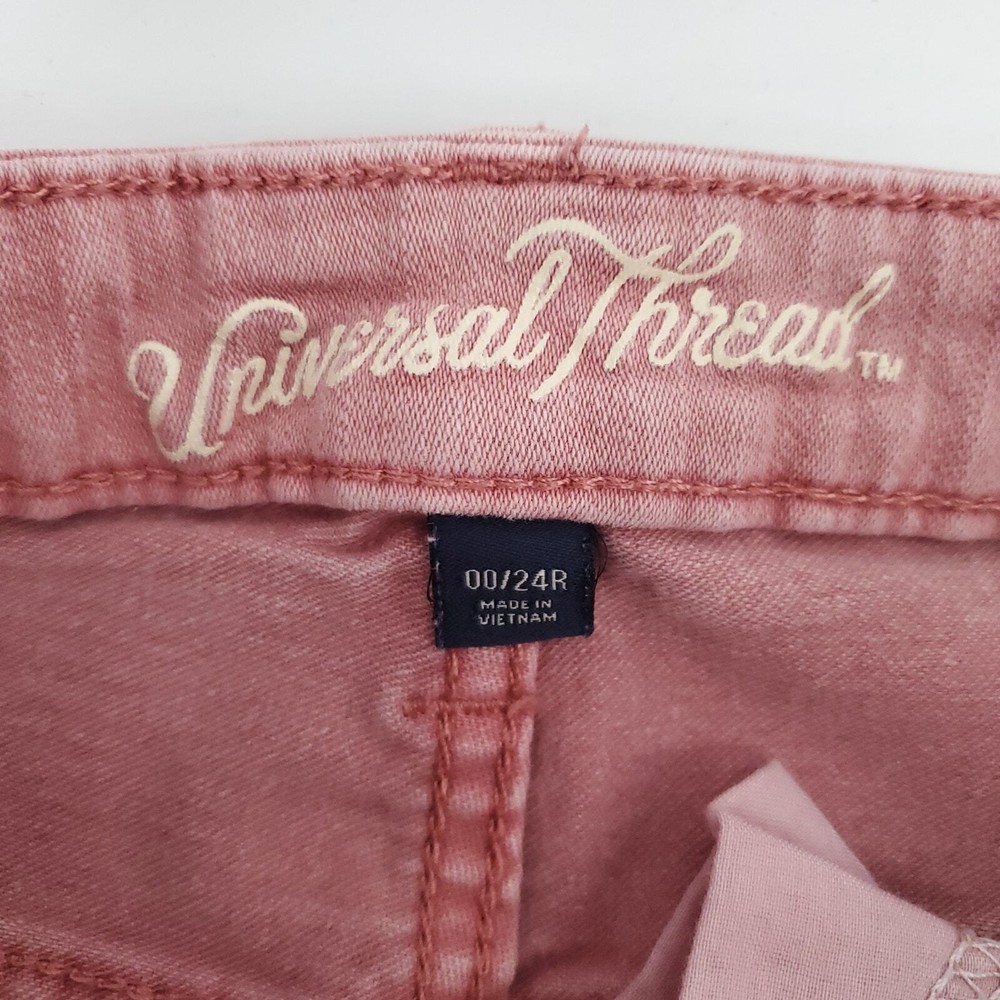 Universal Thread™
00/24R
MADE IN
VIETNAM